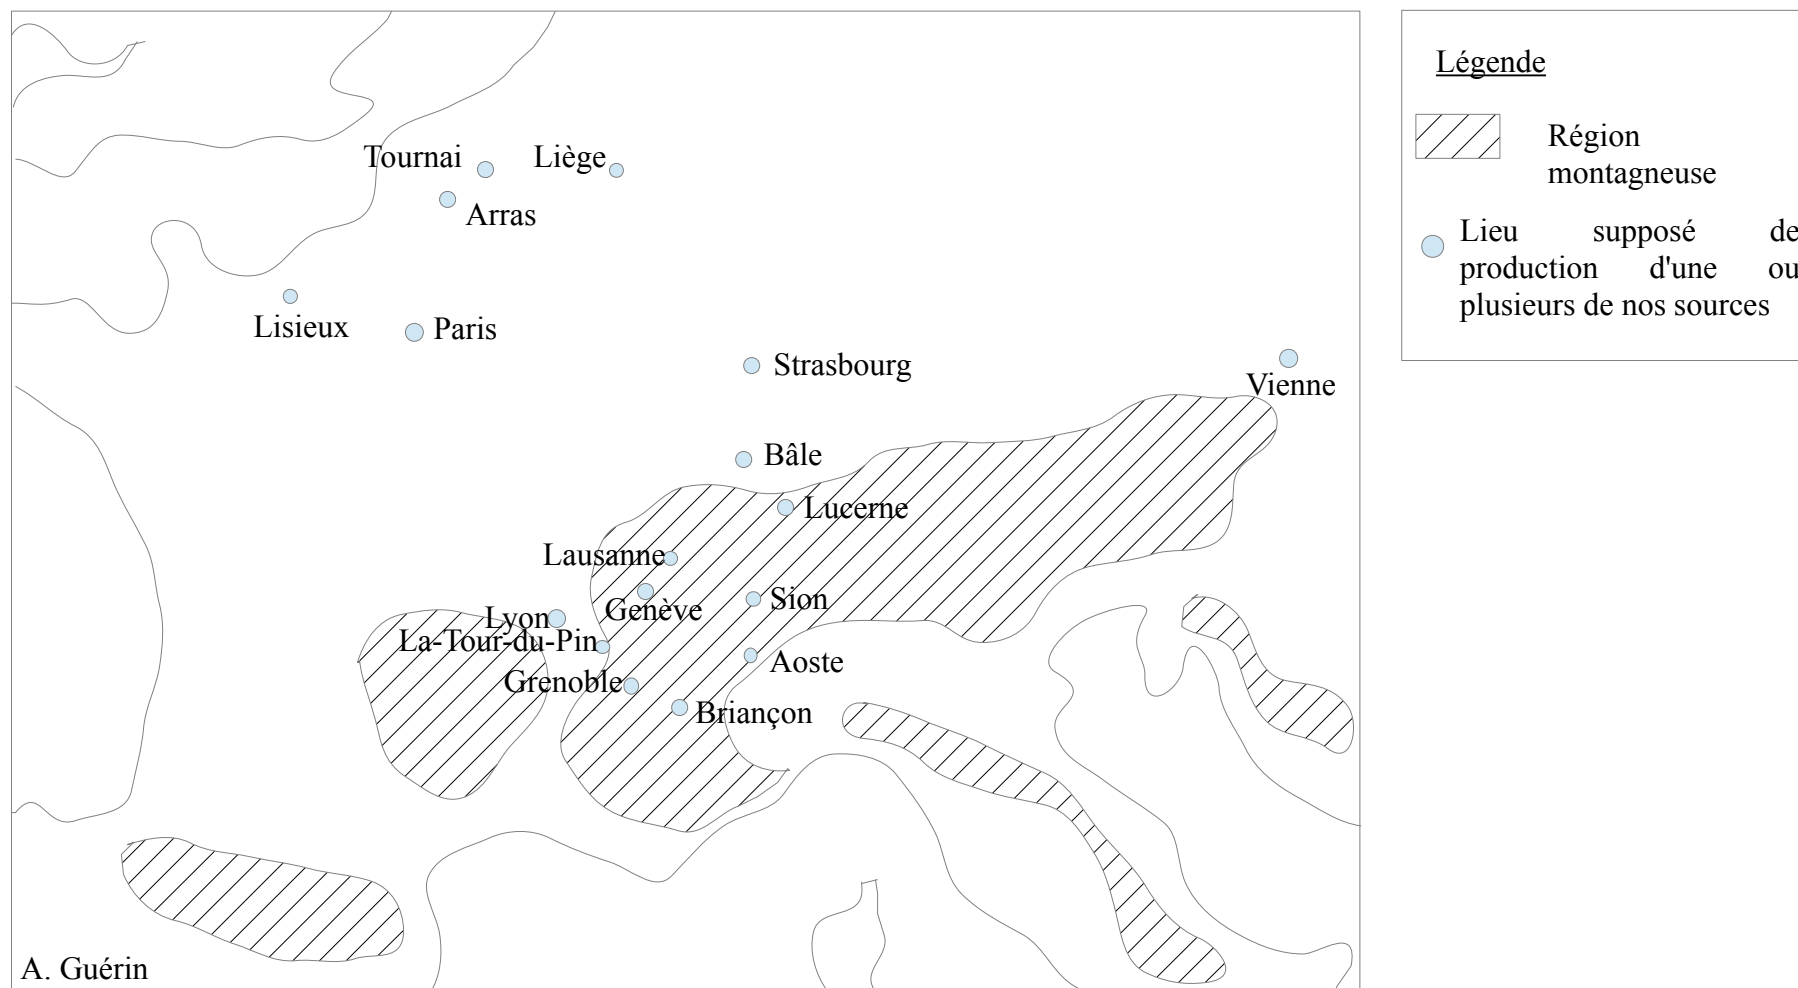 Légende
Région
montagneuse
Lieu supposé de
production d'une ou
plusieurs de nos sources
Tournai
Liège
Arras
Lisieux
Paris
Strasbourg
Vienne
Bâle
Lucerne
Lausanne
Sion
Genève
Lyon
La-Tour-du-Pin
Aoste
Grenoble
Briançon
A. Guérin